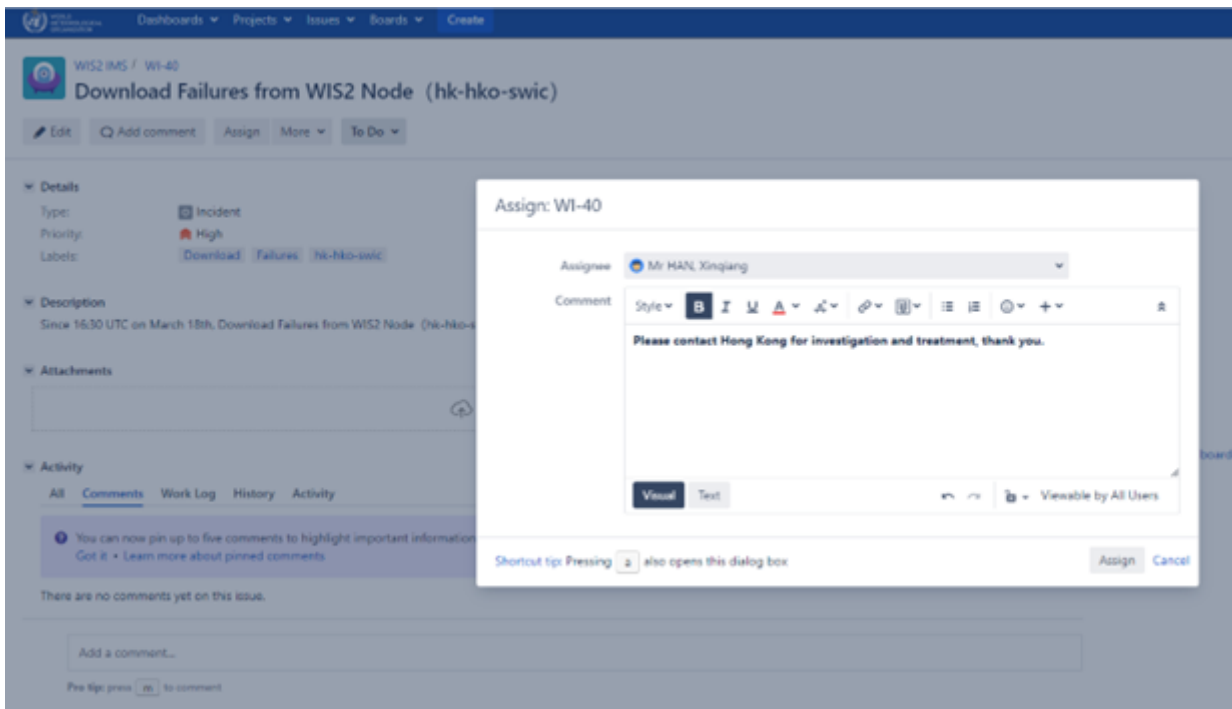 WORLD METEOROLOGICAL ORGANIZATION
Dashboards Projects Issues Boards Create
WIS2 IMS / WI-40
Download Failures from WIS2 Node（hk-hko-swic）
Edit Add comment Assign More To Do
Details
Type: Incident
Priority: High
Labels: Download Failures hk-hko-swic
Description
Since 16:30 UTC on March 18th, Download Failures from WIS2 Node（hk-hko-s
Attachments
Activity
All Comments Work Log History Activity
You can now pin up to five comments to highlight important information
Got it • Learn more about pinned comments
There are no comments yet on this issue.
Add a comment...
Pro tip: press m to comment
Assign: WI-40
Assignee Mr HAN, Xinqiang
Comment
Style B I U A
Please contact Hong Kong for investigation and treatment, thank you.
Visual Text Viewable by All Users
Shortcut tip: Pressing a also opens this dialog box
Assign Cancel
board